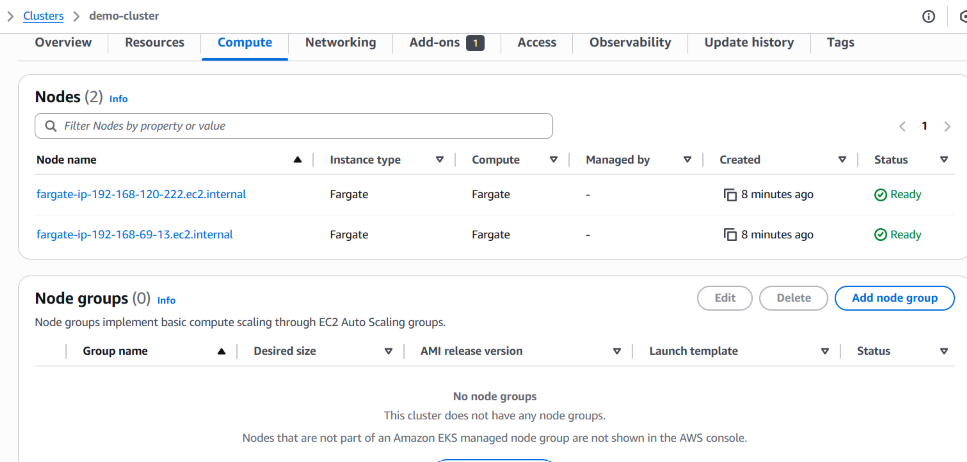 Clusters > demo-cluster
Overview Resources Compute Networking Add-ons 1 Access Observability Update history Tags
Nodes (2) Info
Filter Nodes by property or value
1
Node name Instance type Compute Managed by Created Status
fargate-ip-192-168-120-222.ec2.internal Fargate Fargate - 8 minutes ago Ready
fargate-ip-192-168-69-13.ec2.internal Fargate Fargate - 8 minutes ago Ready
Node groups (0) Info Edit Delete Add node group
Node groups implement basic compute scaling through EC2 Auto Scaling groups.
Group name Desired size AMI release version Launch template Status
No node groups
This cluster does not have any node groups.
Nodes that are not part of an Amazon EKS managed node group are not shown in the AWS console.